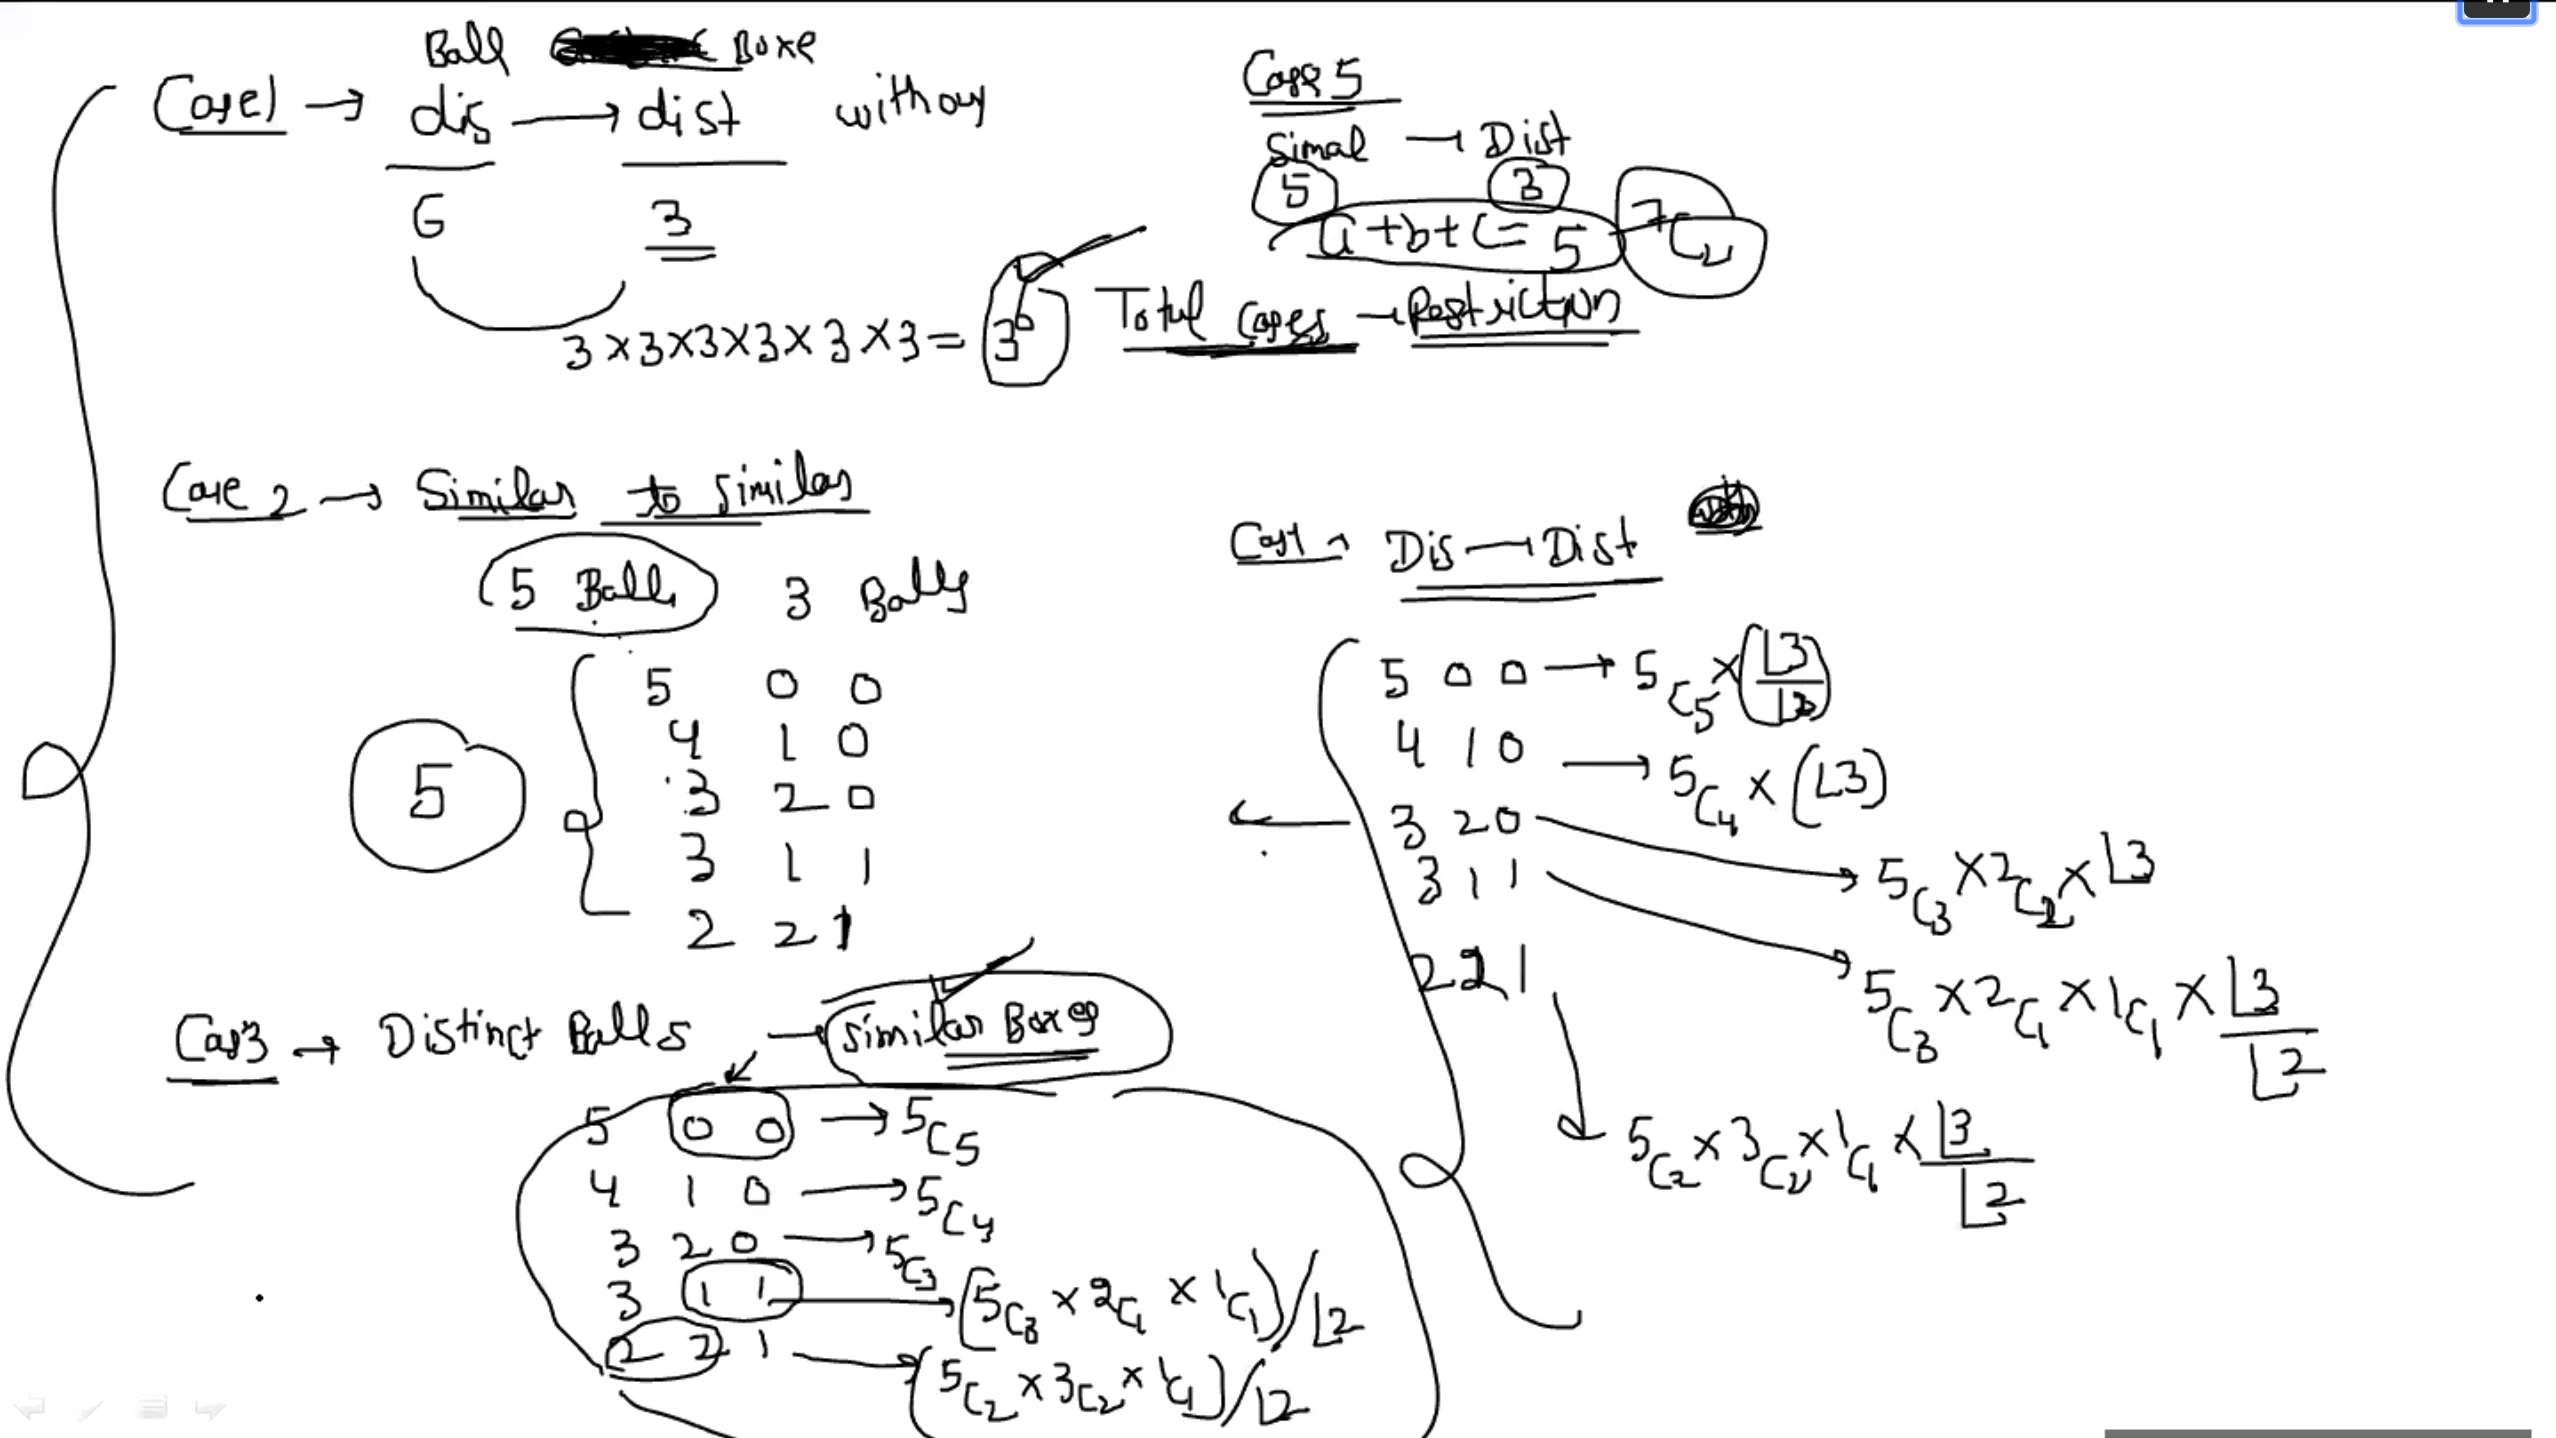 Ball Boxe
Case1 → dis → dist withou
6 3
3×3×3×3×3×3= 3⁶
Case 5
Simal → Dist
5 3
a+b+c= 5 7C2
Total Cases → Restriction
Case 2 → Similar to similar
5 Balls 3 Balls
5 0 0
4 1 0
3 2 0
3 1 1
2 2 1
5
Cas3 → Distinct Balls → Similar Boxes
5 0 0 → 5C5
4 1 0 → 5C4
3 2 0 → 5C3
3 1 1 → (5C3 × 2C1 × 1C1)/L2
2 2 1 → (5C2 × 3C2 × 1C1)/L2
Cas4 → Dis → Dist
5 0 0 → 5C5 × (L3/L2)
4 1 0 → 5C4 × (L3)
3 2 0 → 5C3 × 2C2 × L3
3 1 1 → 5C3 × 2C1 × 1C1 × L3/L2
2 2 1 → 5C2 × 3C2 × 1C1 × L3/L2